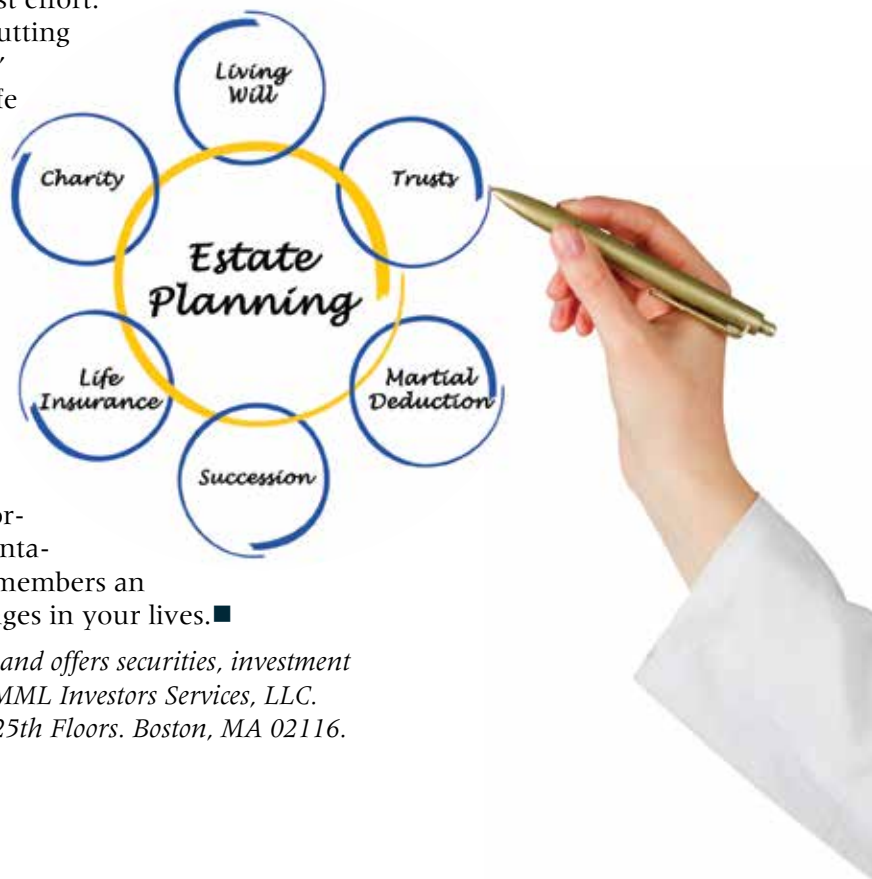 st effort.
utting
fe
Living
Will
Charity
Trusts
Estate
Planning
Life
Insurance
Martial
Deduction
Succession
or-
nta-
members an
ges in your lives.■
and offers securities, investment
MML Investors Services, LLC.
25th Floors. Boston, MA 02116.